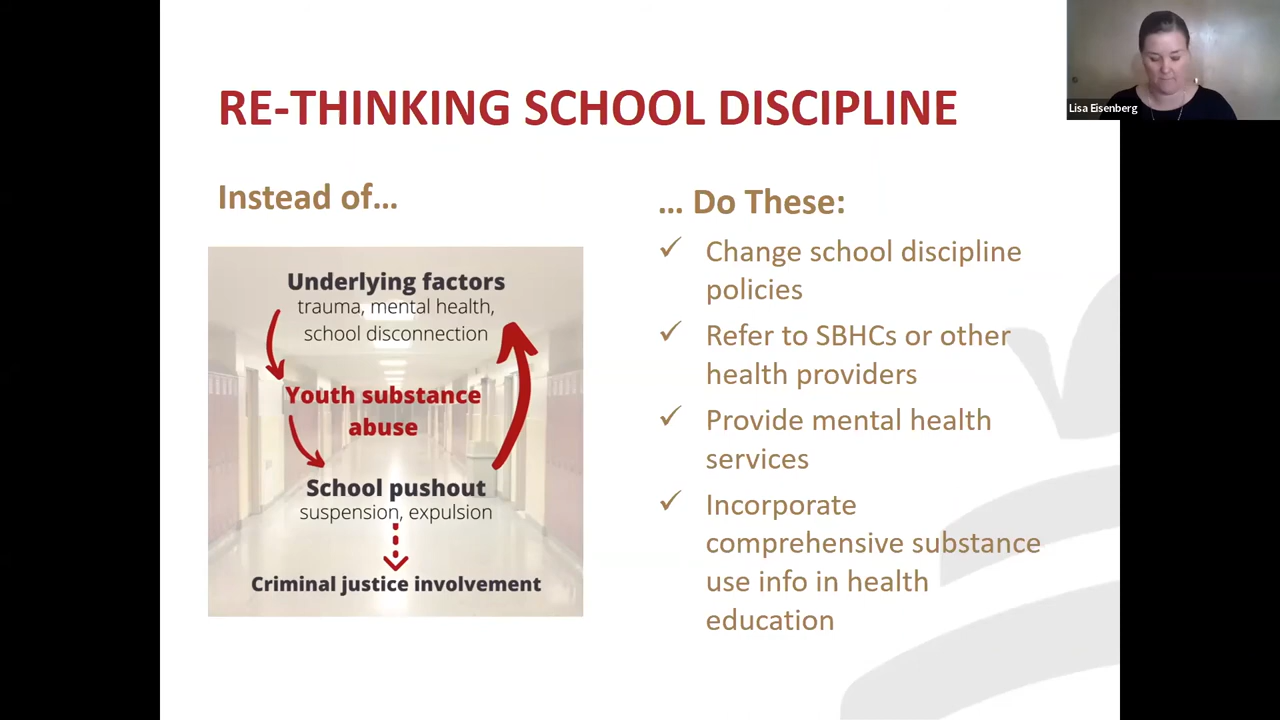 RE-THINKING SCHOOL DISCIPLINE
Lisa Eisenberg
Instead of...
Underlying factors
trauma, mental health,
school disconnection
Youth substance
abuse
School pushout
suspension, expulsion
Criminal justice involvement
... Do These:
✓ Change school discipline
policies
✓ Refer to SBHCs or other
health providers
✓ Provide mental health
services
✓ Incorporate
comprehensive substance
use info in health
education